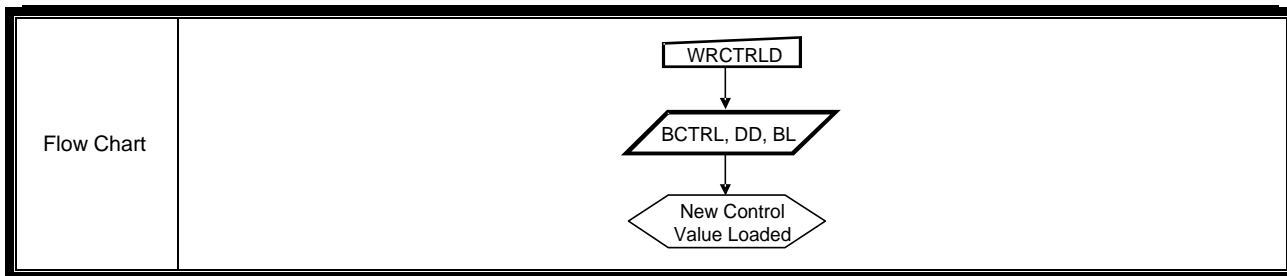 Flow Chart
WRCTRLD
BCTRL, DD, BL
New Control
Value Loaded